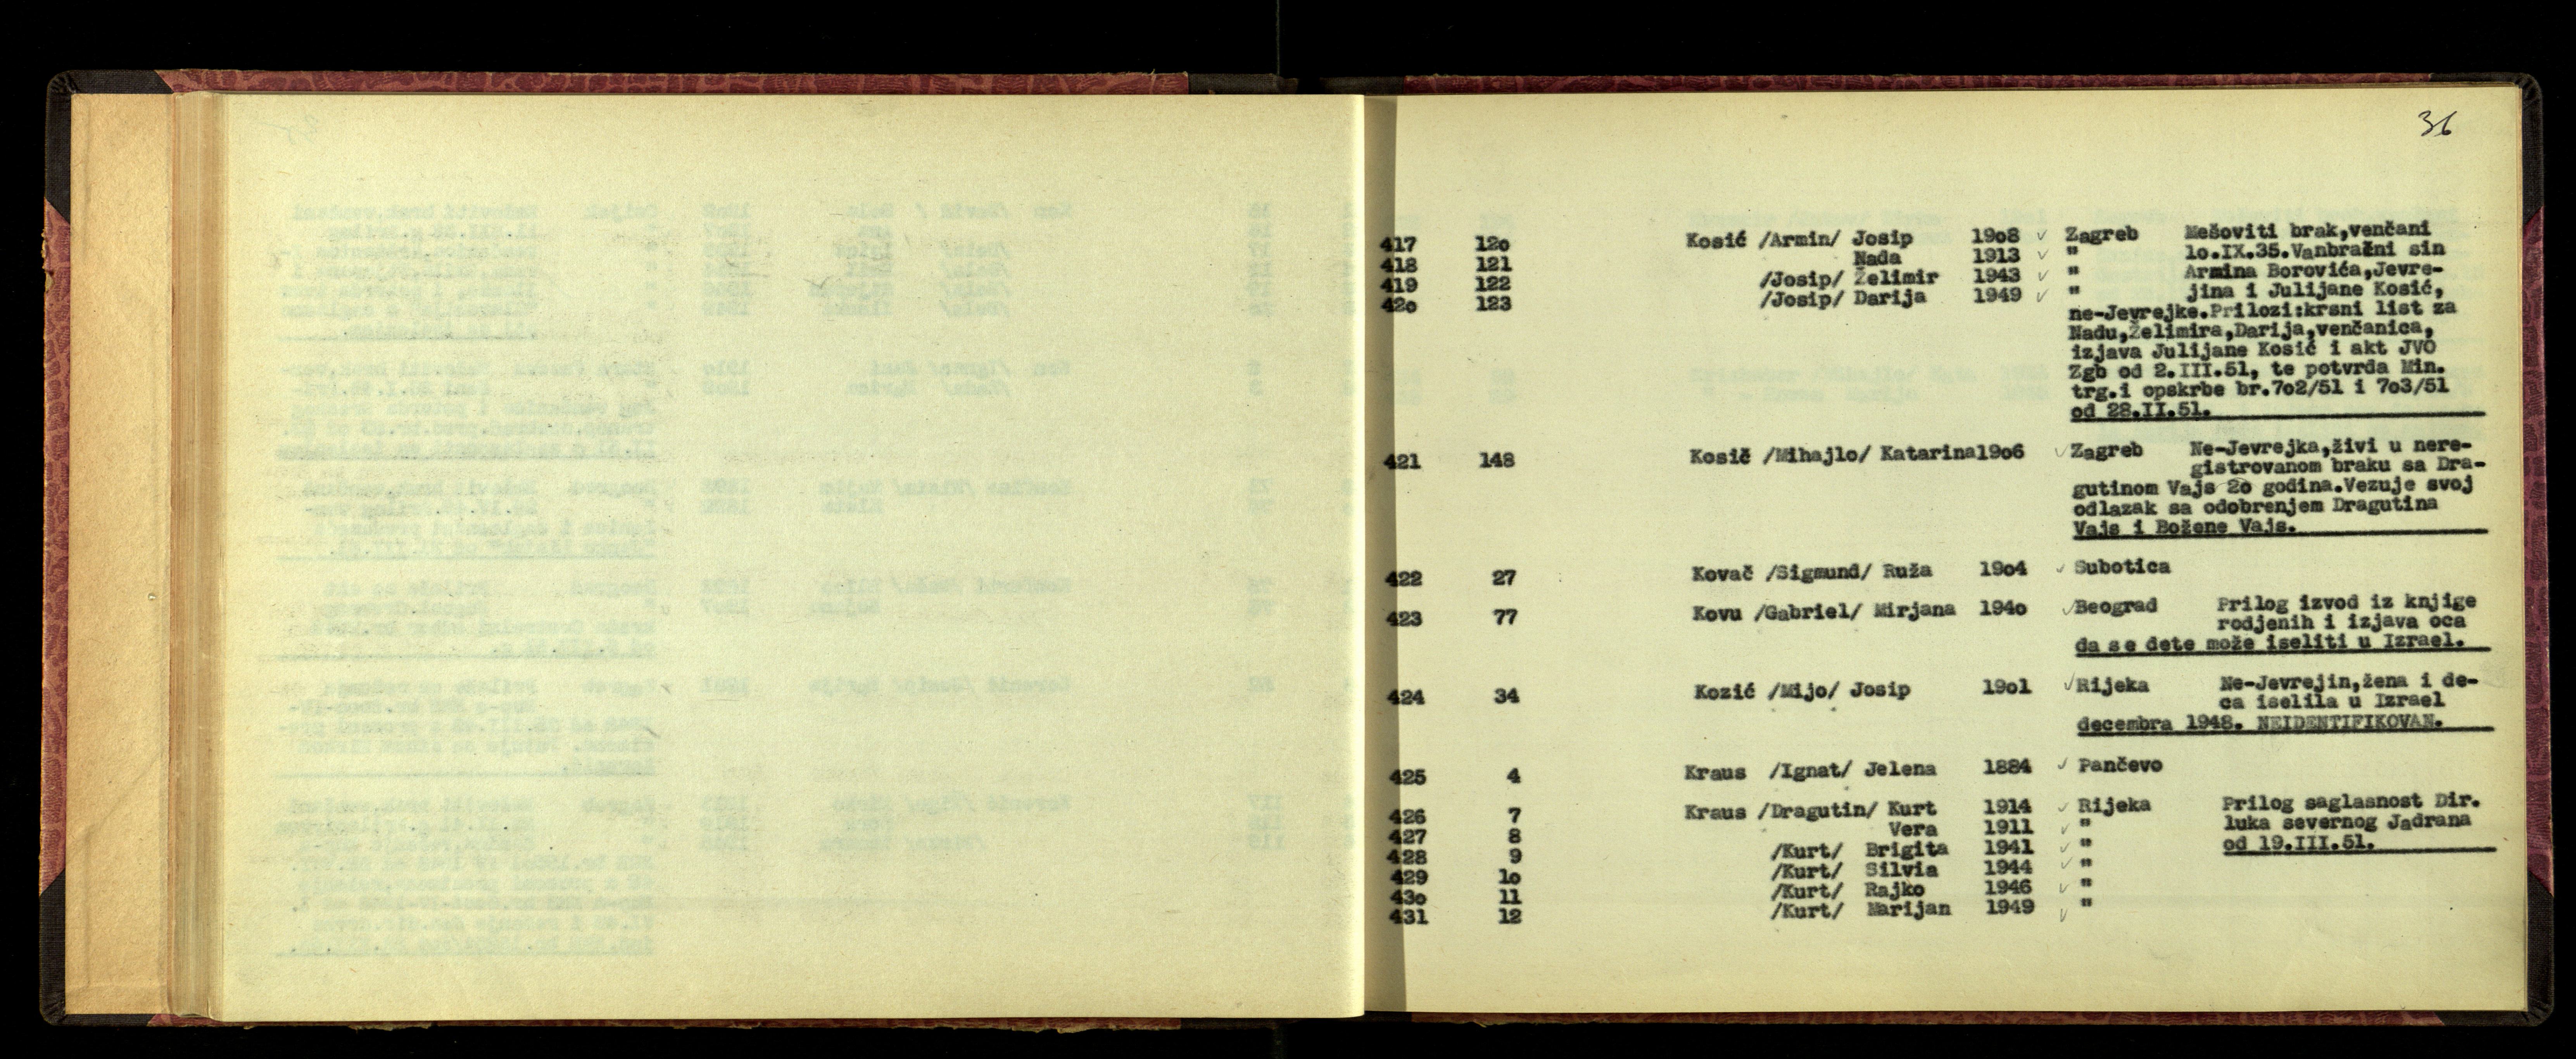 36
417 12o Kosić /Armin/ Josip 19o8 ✓ Zagreb Mešoviti brak,venčani
418 121 Nada 1913 ✓ " 1o.IX.35.Vanbračni sin
419 122 /Josip/ Želimir 1943 ✓ " Armina Borovića,Jevre-
42o 123 /Josip/ Darija 1949 ✓ " jina i Julijane Kosić,
ne-Jevrejke.Prilozi:krsni list za
Nadu,Želimira,Darija,venčanica,
izjava Julijane Kosić i akt JVO
Zgb od 2.III.51, te potvrda Min.
trg.i opskrbe br.7o2/51 i 7o3/51
od 28.II.51.
421 148 Kosič /Mihajlo/ Katarina19o6 ✓ Zagreb Ne-Jevrejka,živi u nere-
gistrovanom braku sa Dra-
gutinom Vajs 2o godina.Vezuje svoj
odlazak sa odobrenjem Dragutina
Vajs i Božene Vajs.
422 27 Kovač /Sigmund/ Ruža 19o4 ✓ Subotica
423 77 Kovu /Gabriel/ Mirjana 194o ✓ Beograd Prilog izvod iz knjige
rodjenih i izjava oca
da se dete može iseliti u Izrael.
424 34 Kozić /Mijo/ Josip 19o1 ✓ Rijeka Ne-Jevrejin,žena i de-
ca iselila u Izrael
decembra 1948. NEIDENTIFIKOVAN.
425 4 Kraus /Ignat/ Jelena 1884 ✓ Pančevo
426 7 Kraus /Dragutin/ Kurt 1914 ✓ Rijeka Prilog saglasnost Dir.
427 8 Vera 1911 ✓ " luka severnog Jadrana
428 9 /Kurt/ Brigita 1941 ✓ " od 19.III.51.
429 1o /Kurt/ Silvia 1944 ✓ "
43o 11 /Kurt/ Rajko 1946 ✓ "
431 12 /Kurt/ Marijan 1949 ✓ "